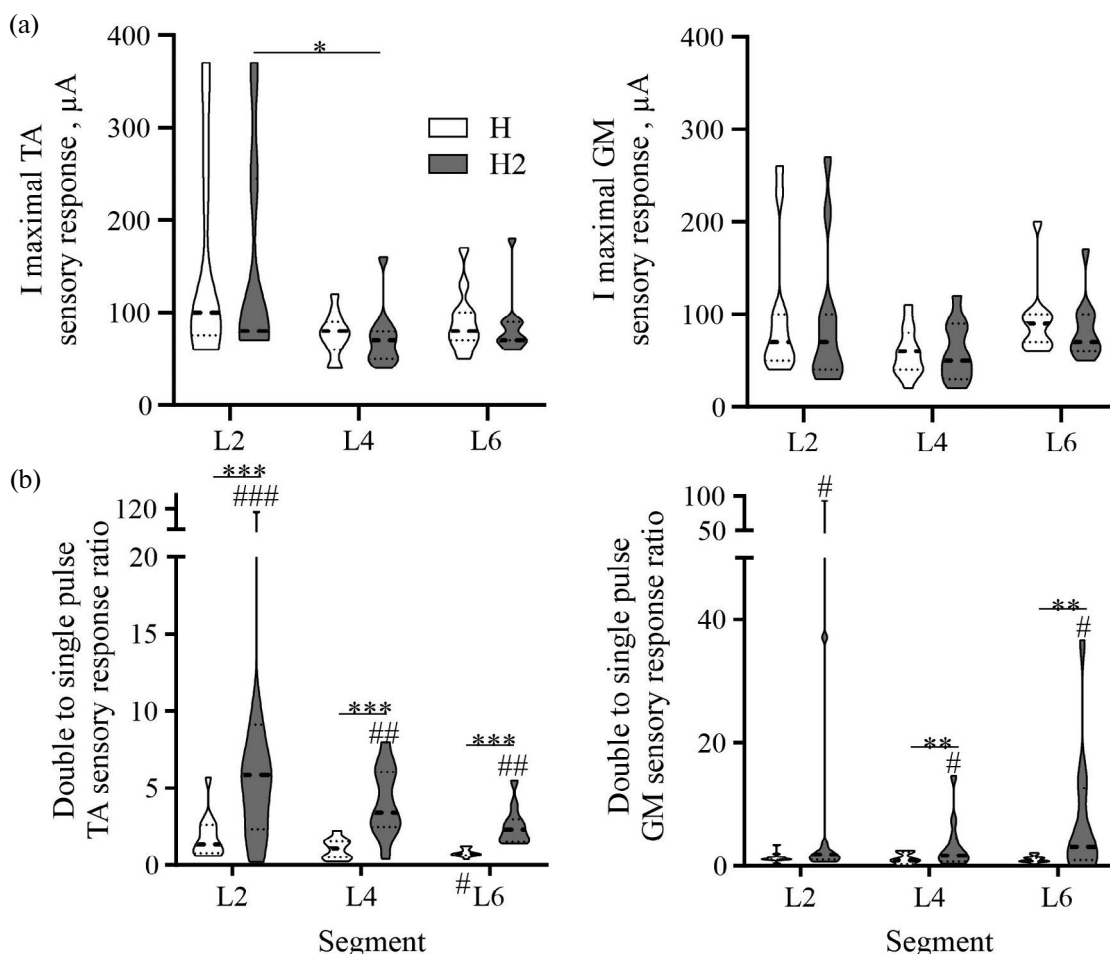 (a)
I maximal TA
sensory response , µA
400
300
200
100
0
*
H
H2
L2 L4 L6
I maximal GM
sensory response , µA
400
300
200
100
0
L2 L4 L6
(b)
Double to single pulse
TA sensory response ratio
120
20
15
10
5
0
***
###
***
##
***
##
#
L2 L4 L6
Segment
Double to single pulse
GM sensory response ratio
100
50
40
20
0
#
**
#
**
#
L2 L4 L6
Segment